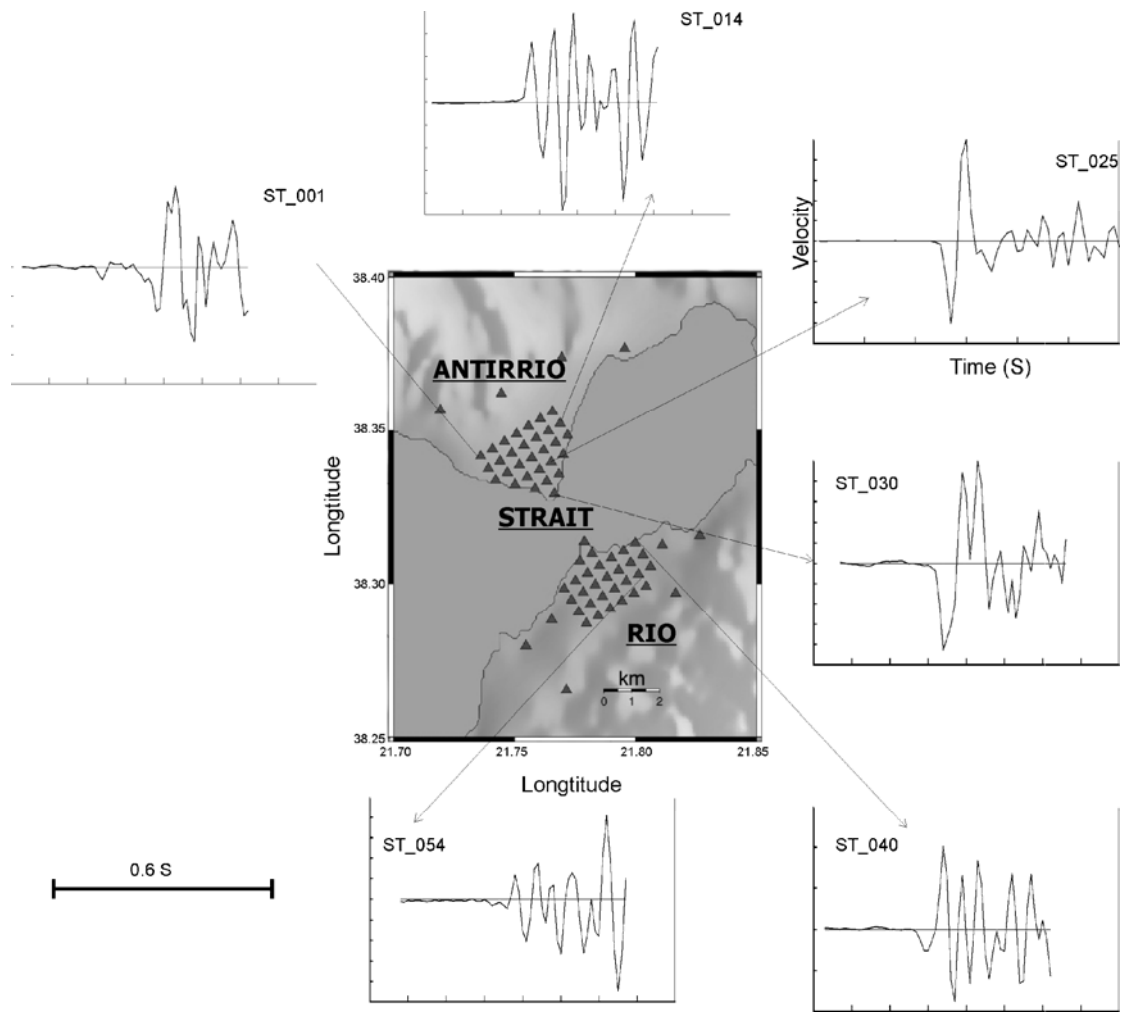 ST_014
ST_001
ST_025
Velocity
Time (S)
38.40
ANTIRRIO
38.35
Longtitude
STRAIT
ST_030
38.30
RIO
km
0 1 2
38.25
21.70 21.75 21.80 21.85
Longtitude
ST_054
ST_040
0.6 S